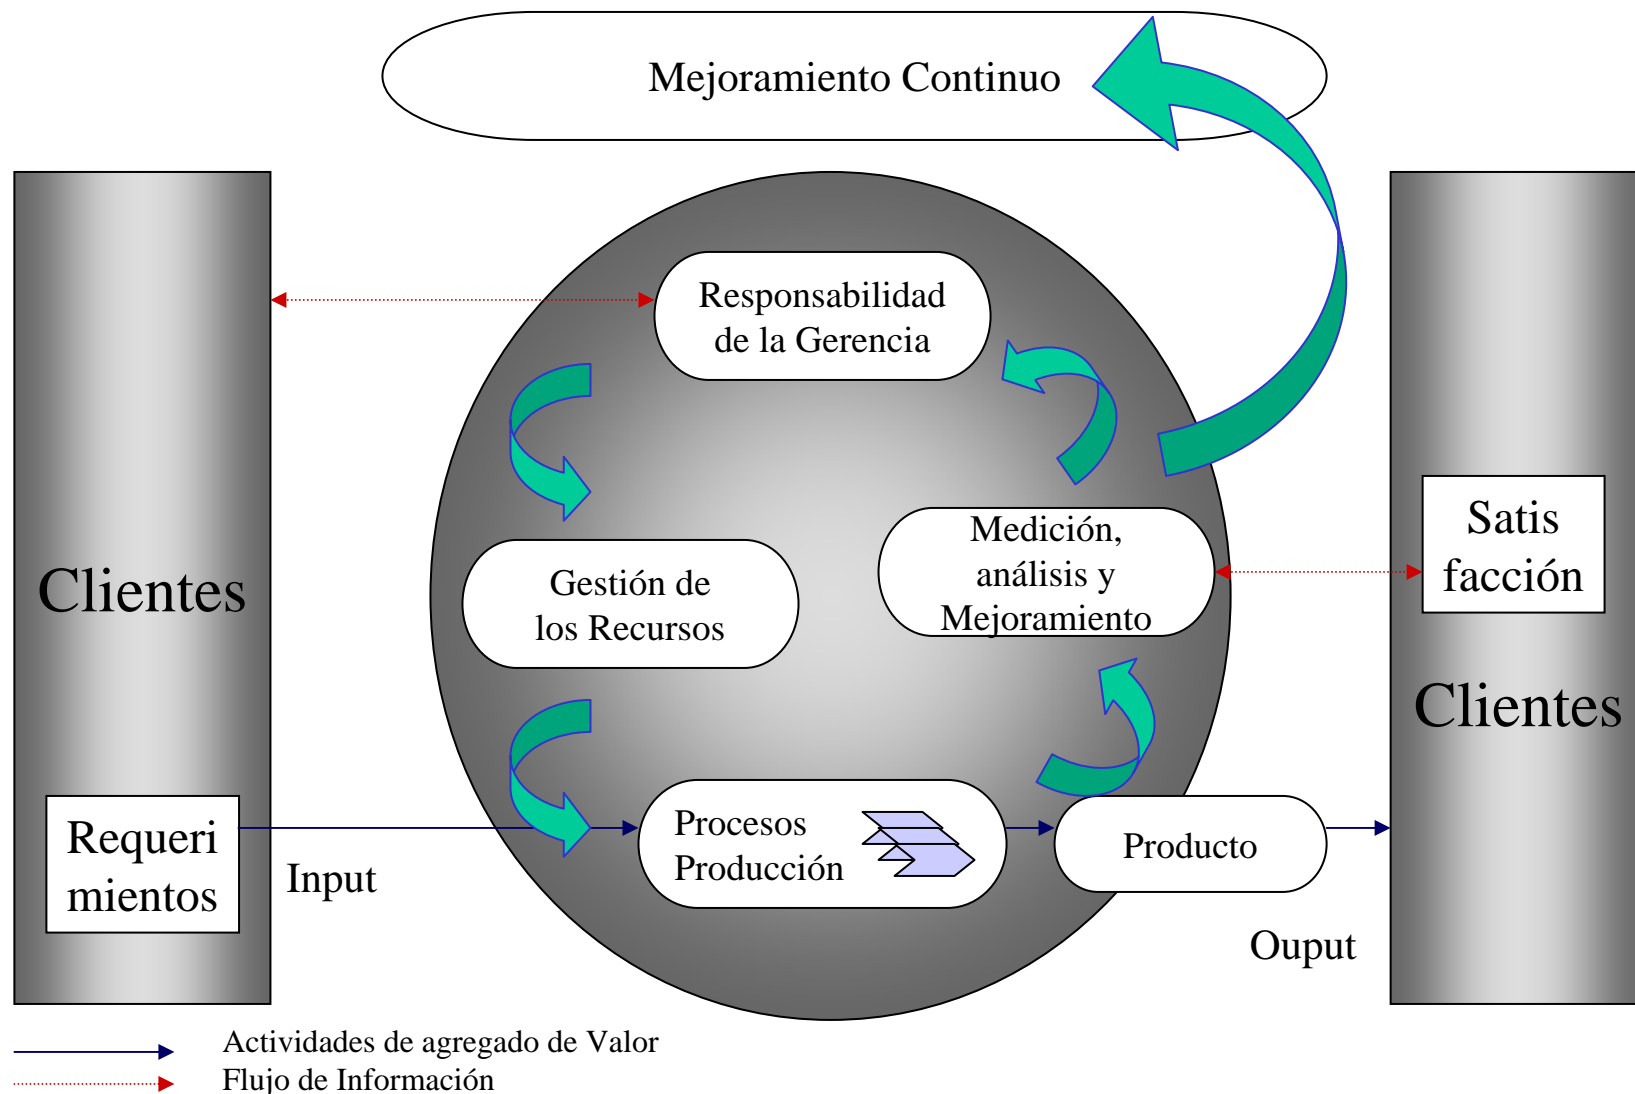 Mejoramiento Continuo
Responsabilidad
de la Gerencia
Clientes
Gestión de
los Recursos
Medición,
análisis y
Mejoramiento
Satis
facción
Clientes
Requeri
mientos
Input
Procesos
Producción
Producto
Ouput
Actividades de agregado de Valor
Flujo de Información